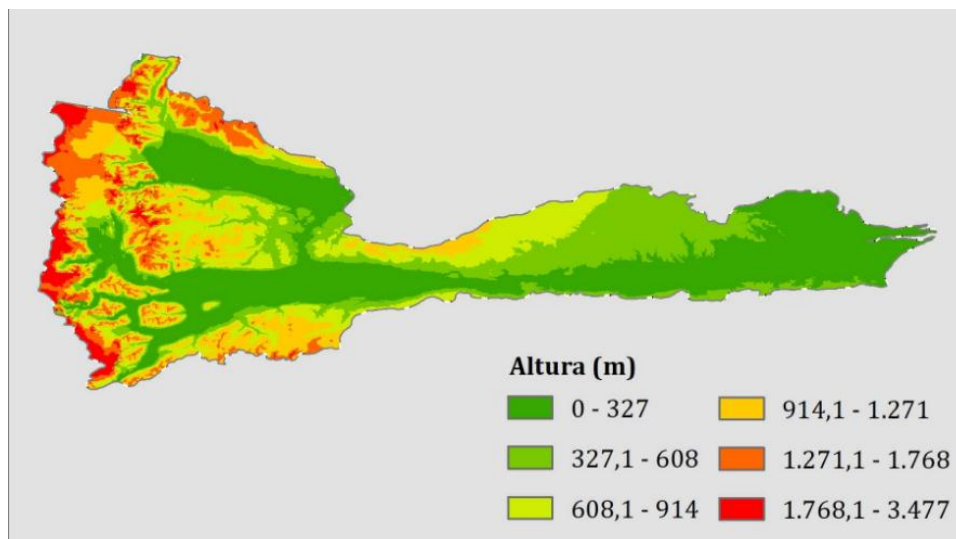 Altura (m)
0 - 327
914,1 - 1.271
327,1 - 608
1.271,1 - 1.768
608,1 - 914
1.768,1 - 3.477